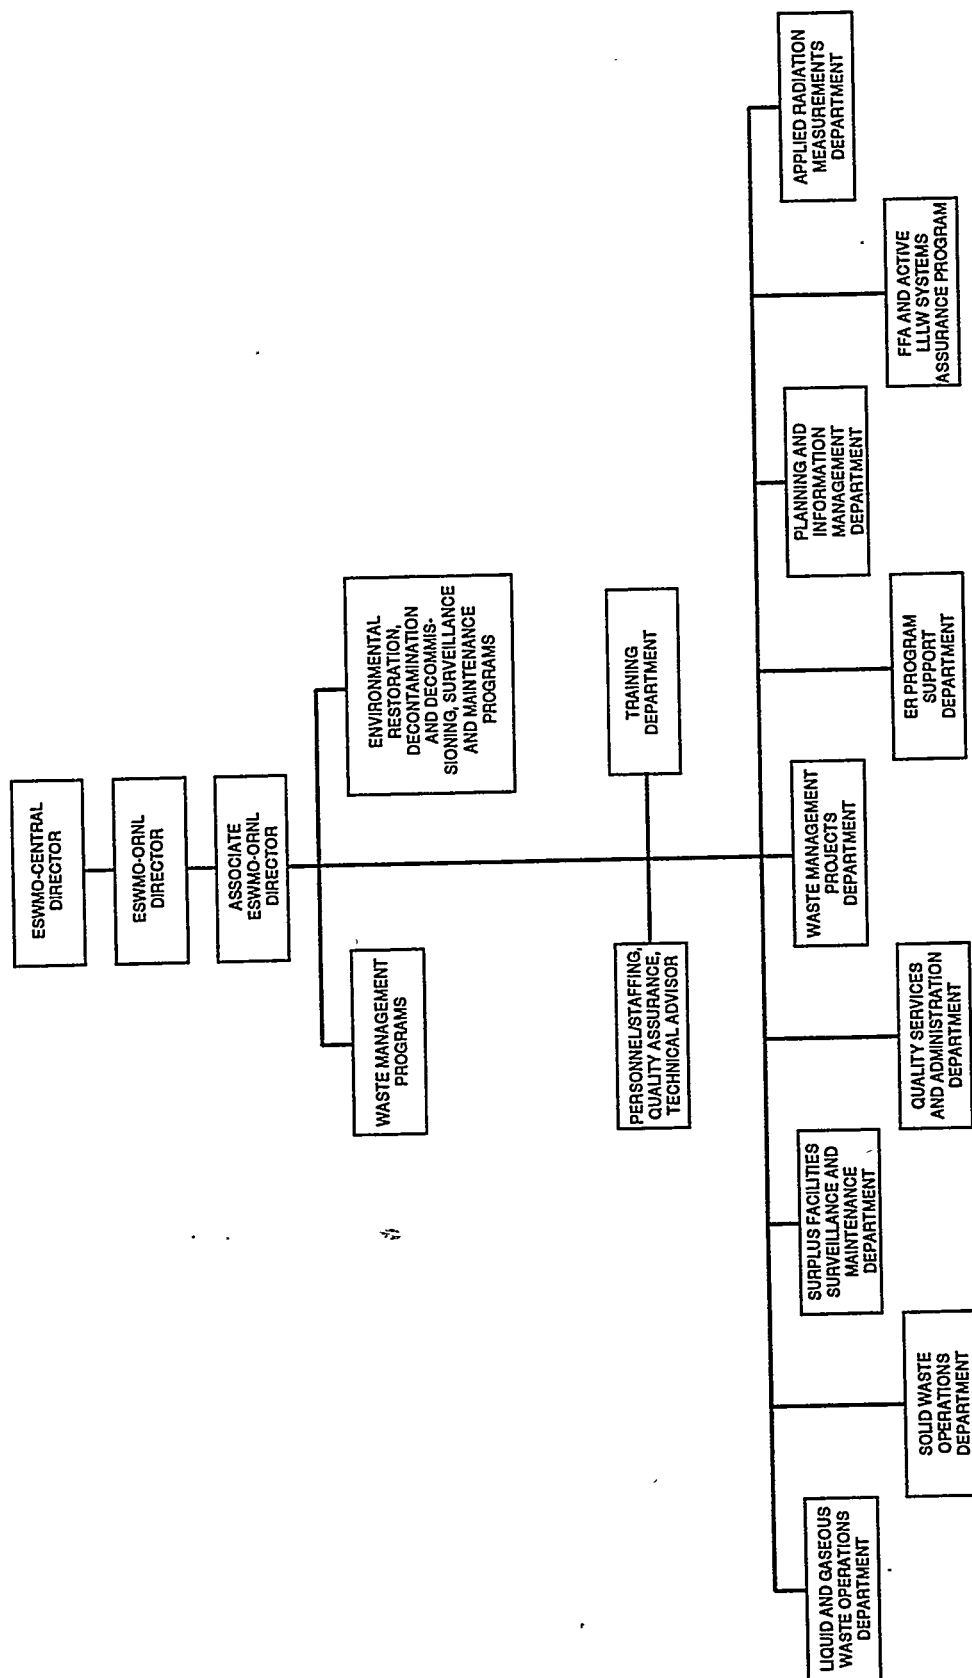 ESWMO-CENTRAL
DIRECTOR
ESWMO-ORNL
DIRECTOR
ASSOCIATE
ESWMO-ORNL
DIRECTOR
WASTE MANAGEMENT
PROGRAMS
ENVIRONMENTAL
RESTORATION,
DECONTAMINATION
AND DECOMMIS-
SIONING, SURVEILLANCE
AND MAINTENANCE
PROGRAMS
PERSONNEL/STAFFING,
QUALITY ASSURANCE,
TECHNICAL ADVISOR
TRAINING
DEPARTMENT
LIQUID AND GASEOUS
WASTE OPERATIONS
DEPARTMENT
SOLID WASTE
OPERATIONS
DEPARTMENT
SURPLUS FACILITIES
SURVEILLANCE AND
MAINTENANCE
DEPARTMENT
QUALITY SERVICES
AND ADMINISTRATION
DEPARTMENT
WASTE MANAGEMENT
PROJECTS
DEPARTMENT
ER PROGRAM
SUPPORT
DEPARTMENT
PLANNING AND
INFORMATION
MANAGEMENT
DEPARTMENT
FFA AND ACTIVE
LLLW SYSTEMS
ASSURANCE PROGRAM
APPLIED RADIATION
MEASUREMENTS
DEPARTMENT